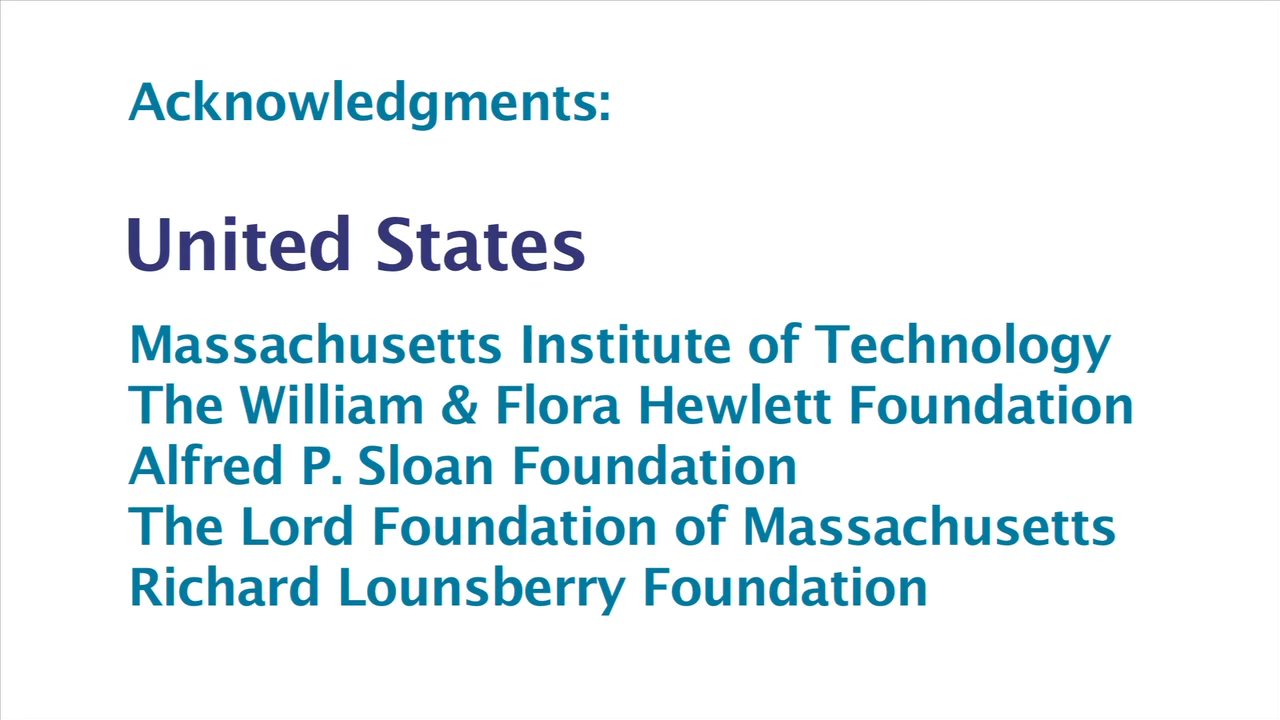 Acknowledgments:
United States
Massachusetts Institute of Technology
The William & Flora Hewlett Foundation
Alfred P. Sloan Foundation
The Lord Foundation of Massachusetts
Richard Lounsberry Foundation